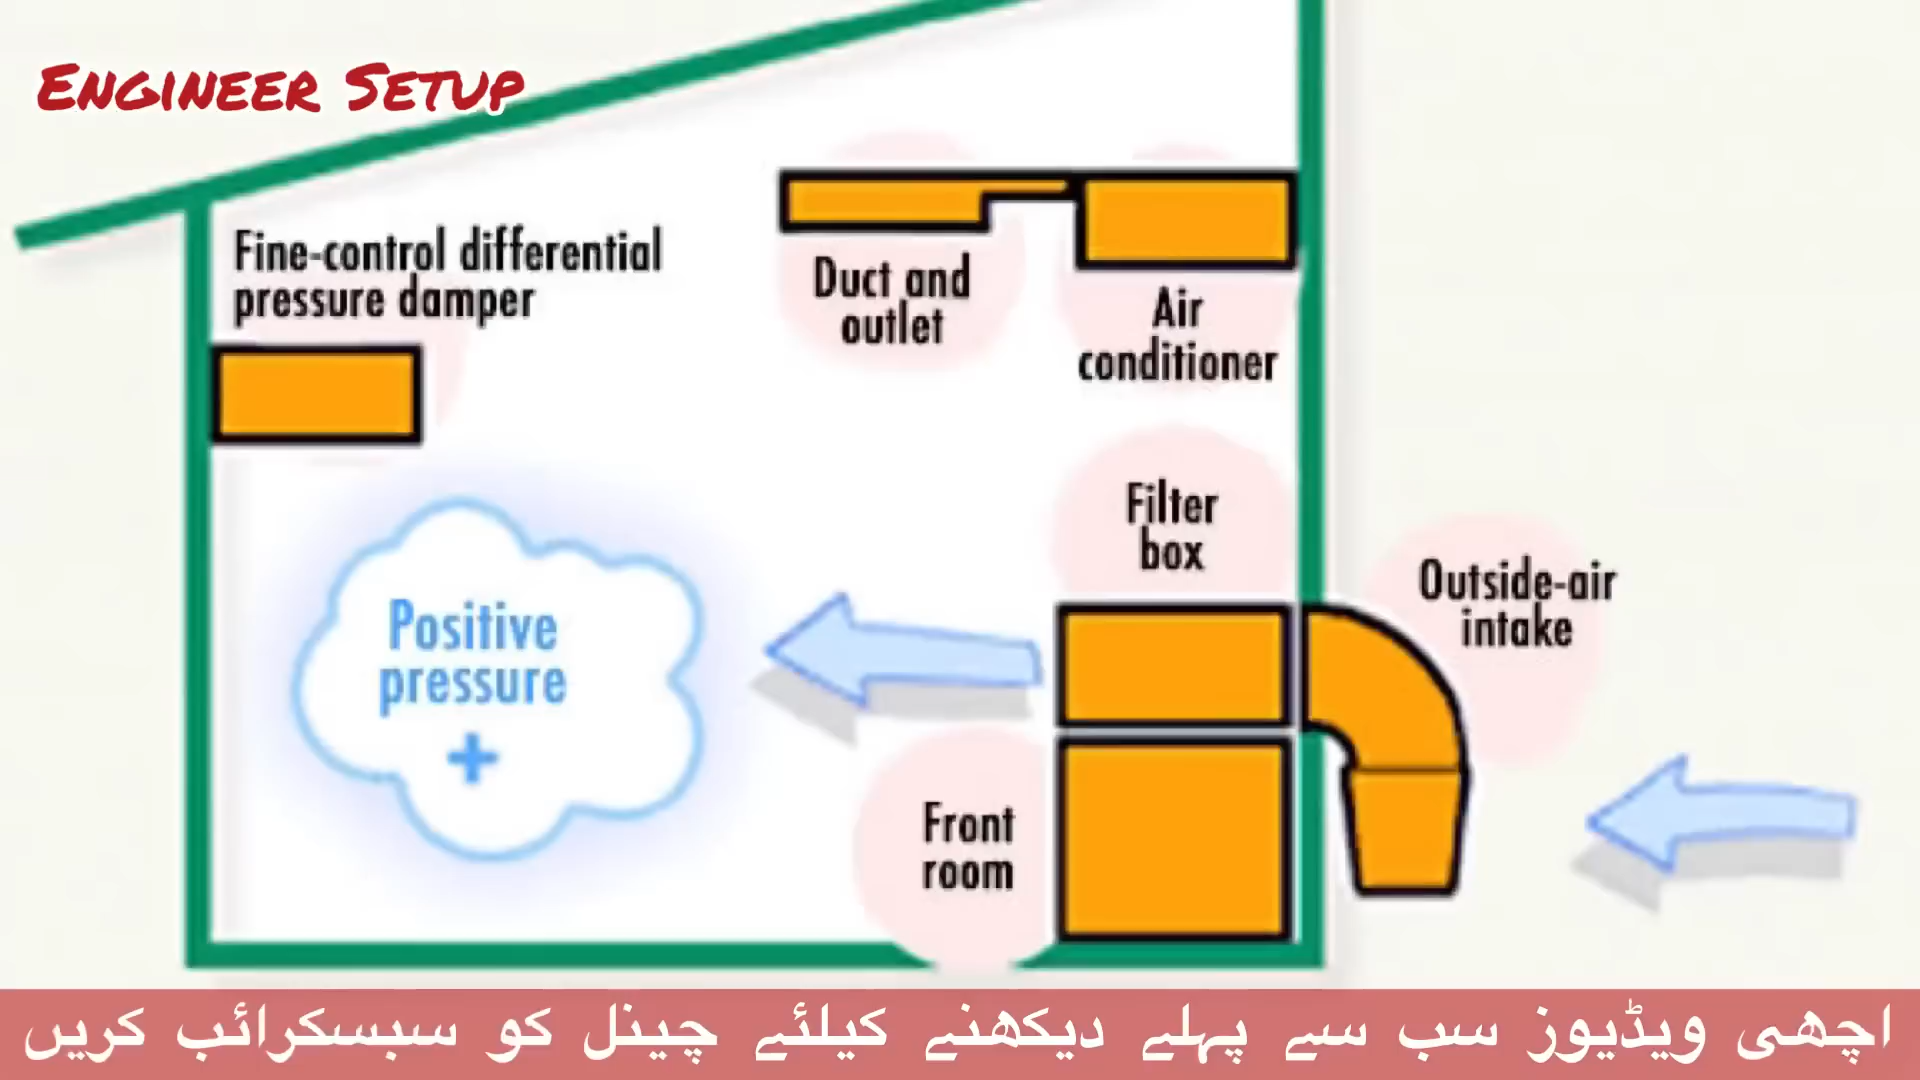 ENGINEER SETUP
Fine-control differential
pressure damper
Duct and
outlet
Air
conditioner
Filter
box
Outside-air
intake
Positive
pressure
+
Front
room
اچھی ویڈیوز سب سے پہلے دیکھنے کیلئے چینل کو سبسکرائب کریں